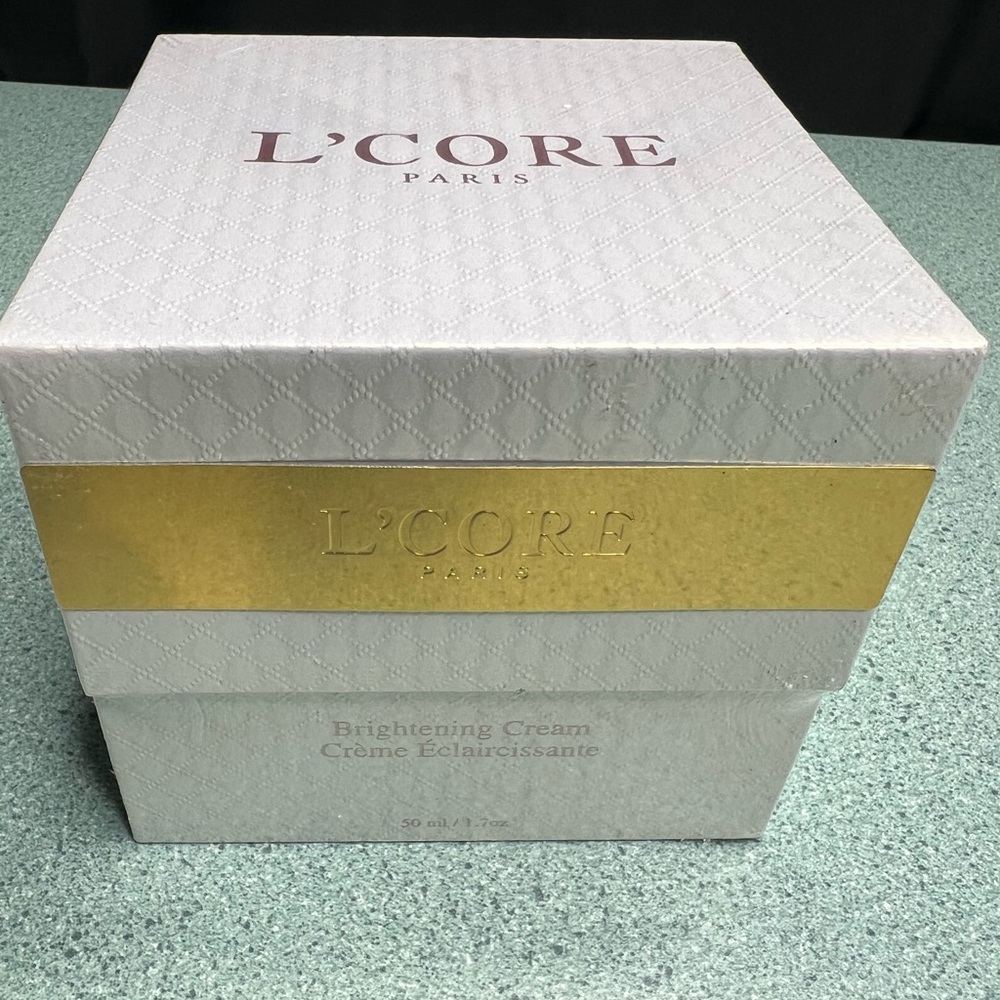 L'CORE
PARIS
L'CORE
PARIS
Brightening Cream
Crème Éclaircissante
50 ml / 1.7oz